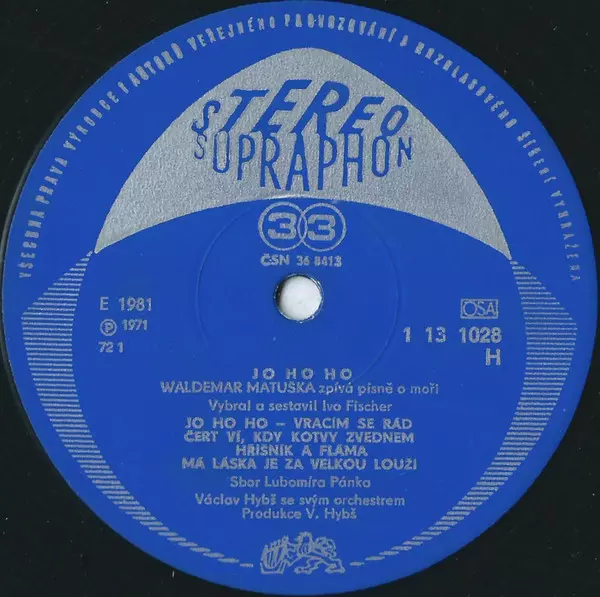 VŠECHNA PRÁVA VÝROBCE I AUTORŮ VEŘEJNÉHO PROVOZOVÁNÍ A ROZHLASOVÉHO ŠÍŘENÍ VYHRAŽENA
STEREO
SUPRAPHON
33
ČSN 36 8413
E 1981
℗ 1971
72 1
OSA
1 13 1028
H
JO HO HO
WALDEMAR MATUŠKA zpívá písně o moři
Vybral a sestavil Ivo Fischer
JO HO HO – VRACÍM SE RÁD
ČERT VÍ, KDY KOTVY ZVEDNEM
HŘÍŠNÍK A FLÁMA
MÁ LÁSKA JE ZA VELKOU LOUŽÍ
Sbor Lubomíra Pánka
Václav Hybš se svým orchestrem
Produkce V. Hybš